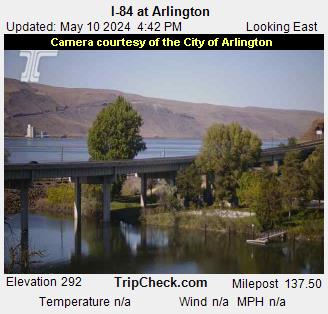 I-84 at Arlington
Updated: May 10 2024 4:42 PM Looking East
Camera courtesy of the City of Arlington
Elevation 292 TripCheck.com Milepost 137.50
Temperature n/a Wind n/a MPH n/a